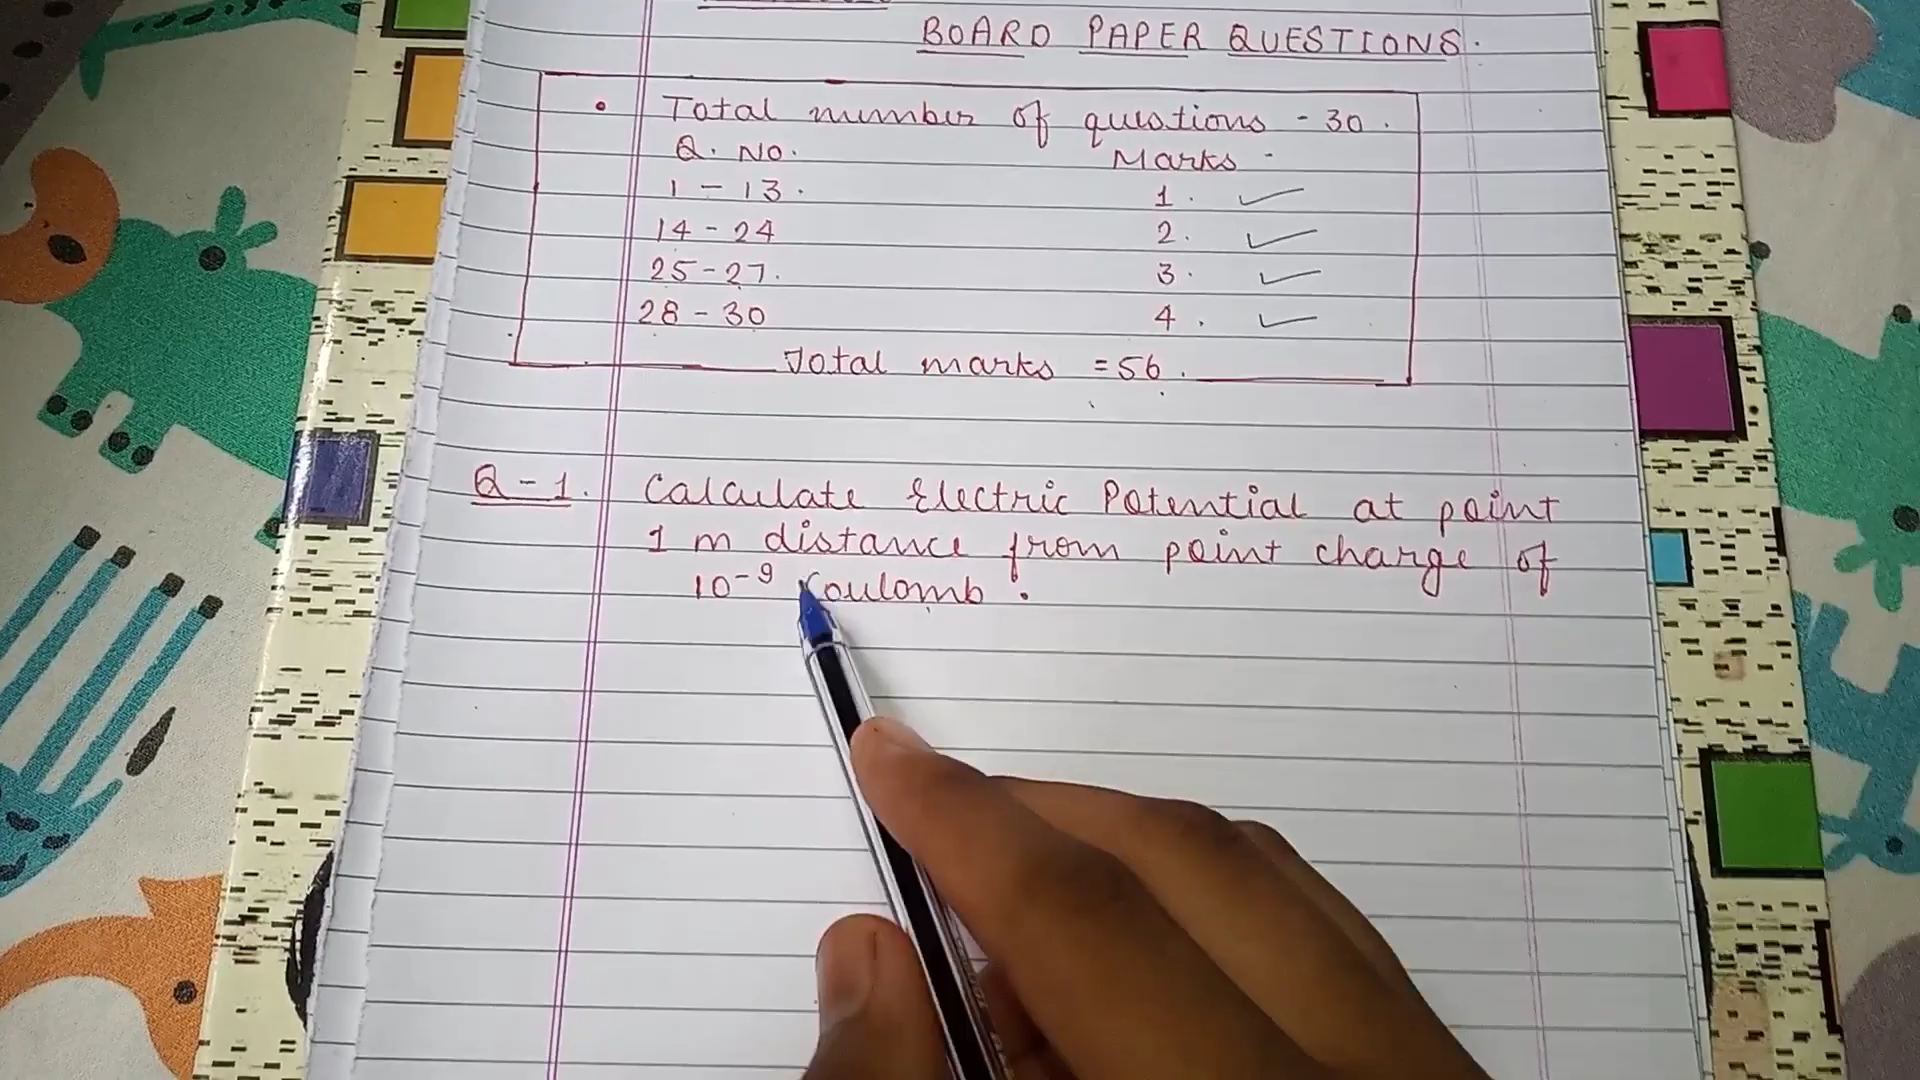 BOARD PAPER QUESTIONS.
• Total number of questions - 30.
Q. No. Marks -
1 - 13. 1. ✓
14 - 24 2. ✓
25 - 27. 3. ✓
28 - 30 4. ✓
Total marks = 56.
Q - 1. Calculate Electric Potential at point
1 m distance from point charge of
10⁻⁹ Coulomb.